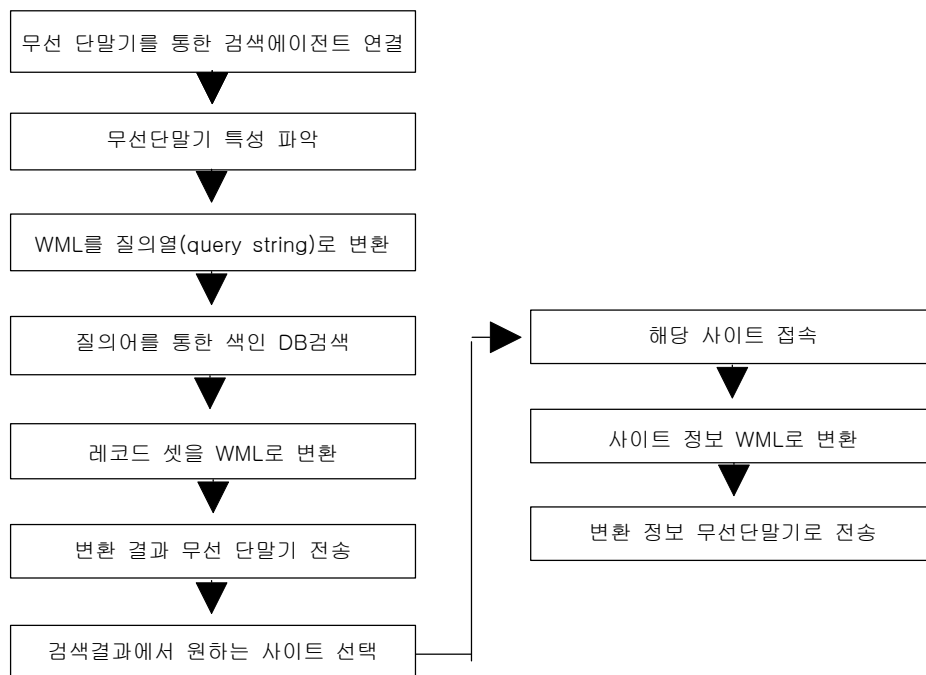 무선 단말기를 통한 검색에이전트 연결
무선단말기 특성 파악
WML를 질의열(query string)로 변환
질의어를 통한 색인 DB검색
레코드 셋을 WML로 변환
변환 결과 무선 단말기 전송
검색결과에서 원하는 사이트 선택
해당 사이트 접속
사이트 정보 WML로 변환
변환 정보 무선단말기로 전송